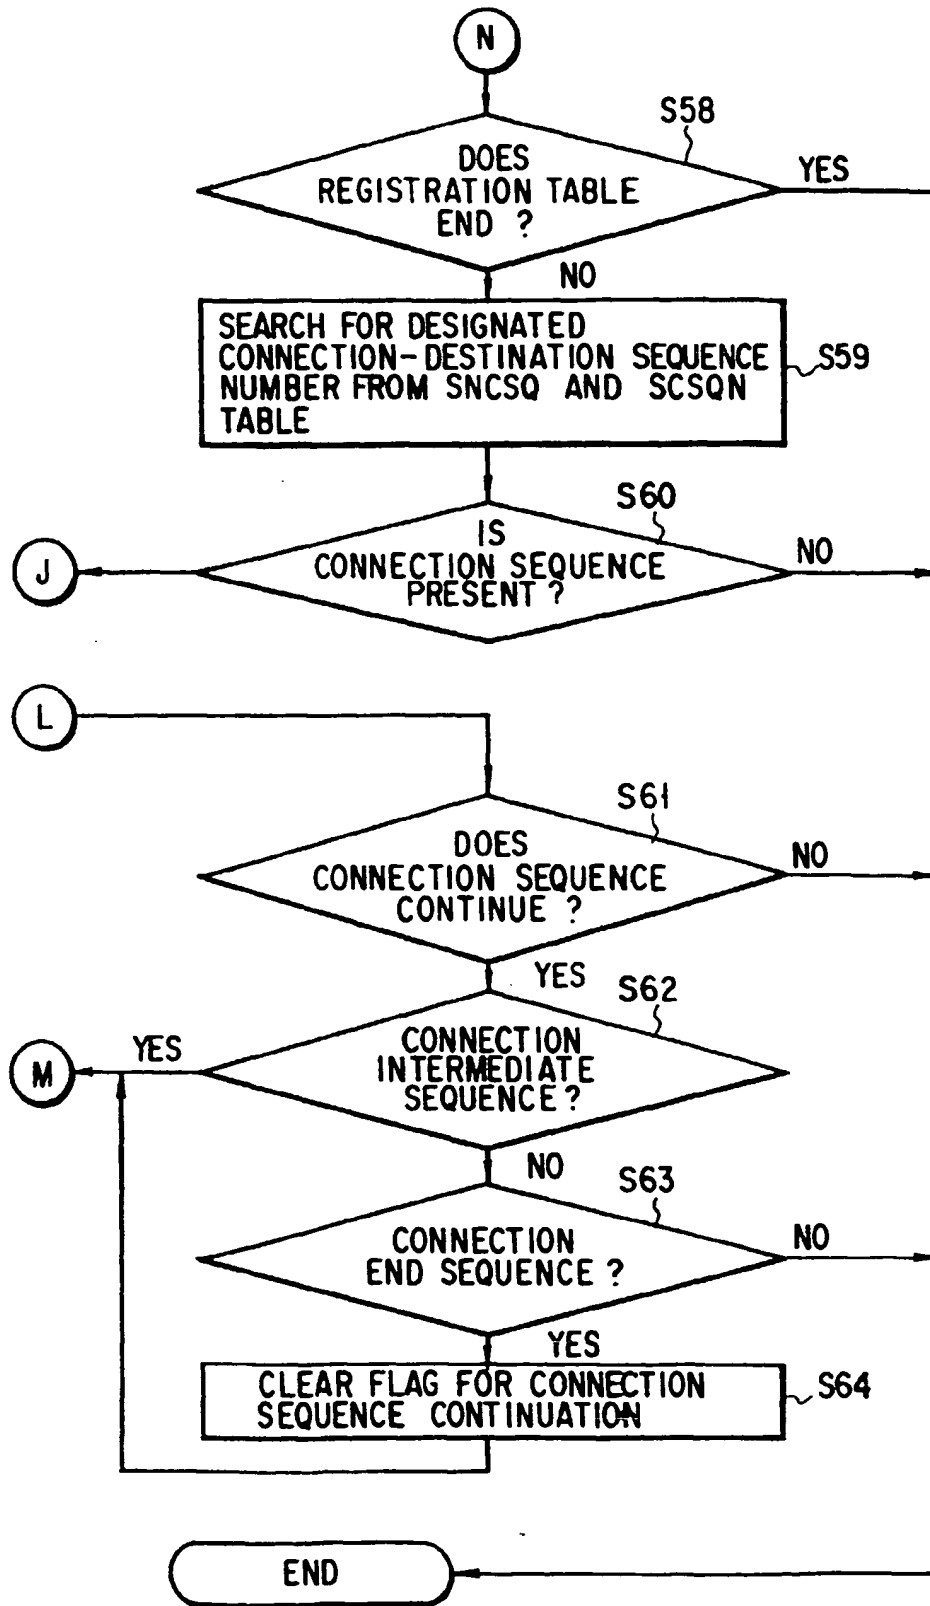 N
S58
DOES
REGISTRATION TABLE
END ?
YES
NO
SEARCH FOR DESIGNATED
CONNECTION-DESTINATION SEQUENCE
NUMBER FROM SNCSQ AND SCSQN
TABLE
S59
S60
IS
CONNECTION SEQUENCE
PRESENT ?
NO
J
L
S61
DOES
CONNECTION SEQUENCE
CONTINUE ?
NO
YES
S62
CONNECTION
INTERMEDIATE
SEQUENCE ?
YES
M
NO
S63
CONNECTION
END SEQUENCE ?
NO
YES
CLEAR FLAG FOR CONNECTION
SEQUENCE CONTINUATION
S64
END